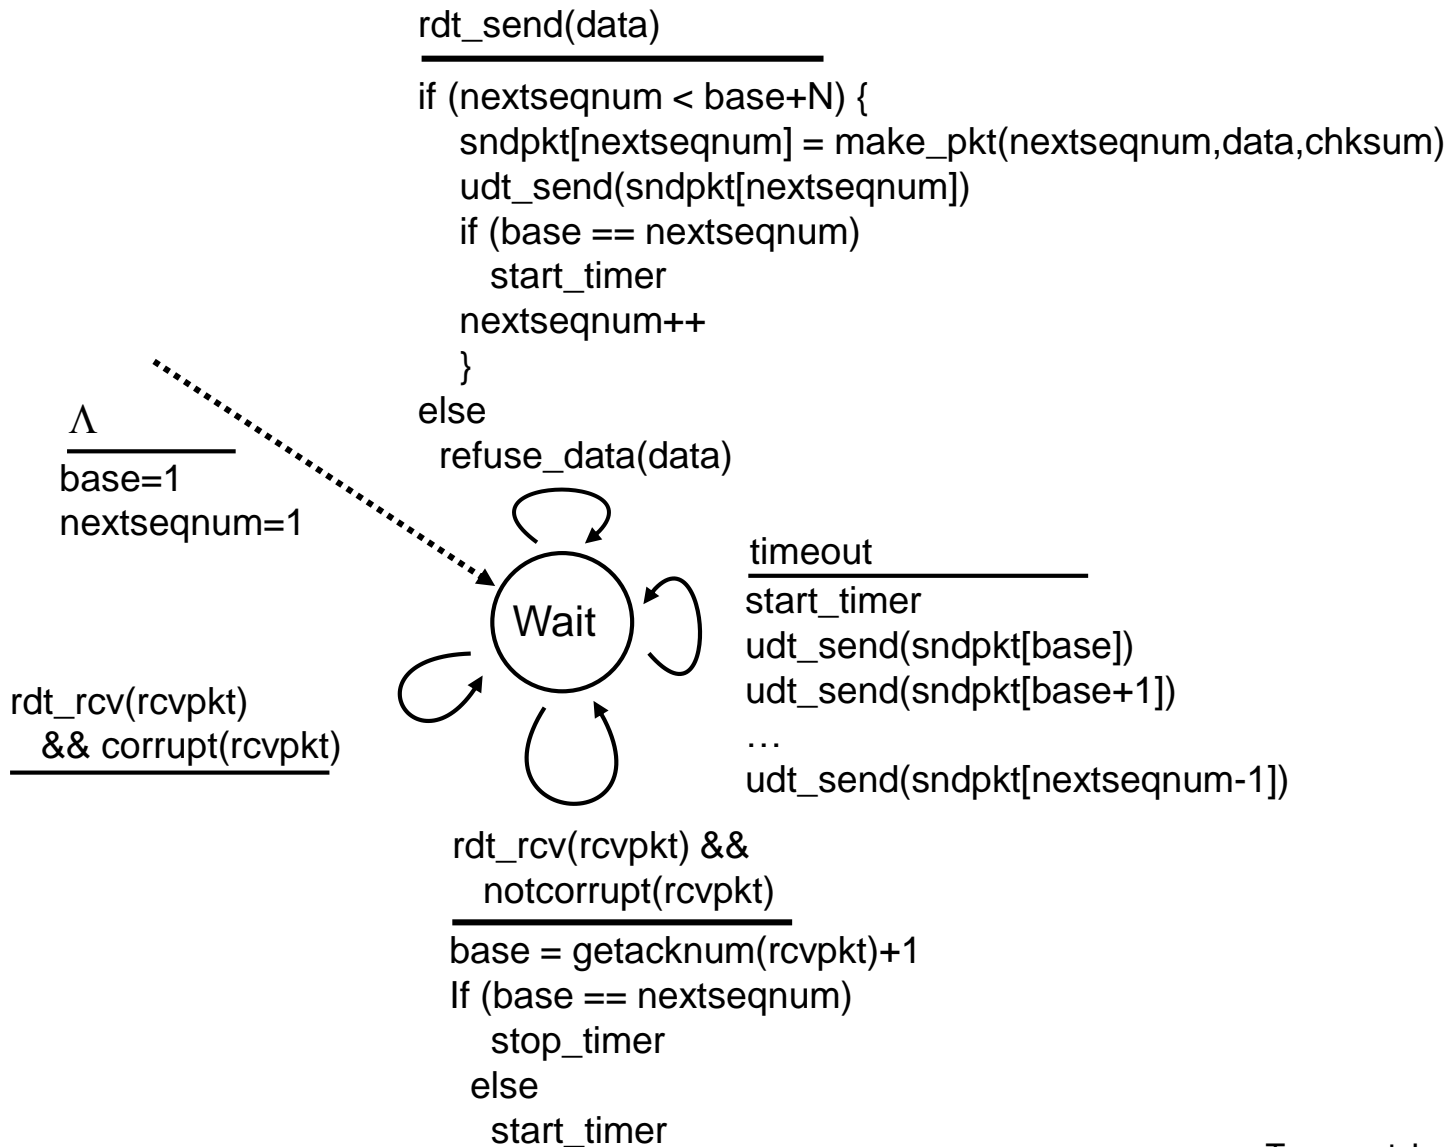 rdt_send(data)
if (nextseqnum < base+N) {
sndpkt[nextseqnum] = make_pkt(nextseqnum,data,chksum)
udt_send(sndpkt[nextseqnum])
if (base == nextseqnum)
start_timer
nextseqnum++
}
else
refuse_data(data)
Λ
base=1
nextseqnum=1
Wait
timeout
start_timer
udt_send(sndpkt[base])
udt_send(sndpkt[base+1])
…
udt_send(sndpkt[nextseqnum-1])
rdt_rcv(rcvpkt)
&& corrupt(rcvpkt)
rdt_rcv(rcvpkt) &&
notcorrupt(rcvpkt)
base = getacknum(rcvpkt)+1
If (base == nextseqnum)
stop_timer
else
start_timer